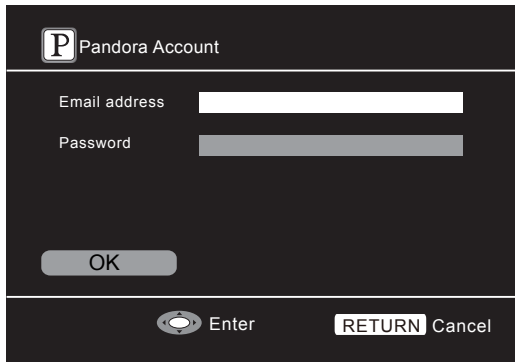 P Pandora Account
Email address
Password
OK
Enter RETURN Cancel